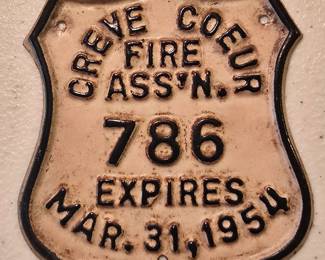 CREVE COEUR
FIRE
ASS'N.
786
EXPIRES
MAR. 31, 1954